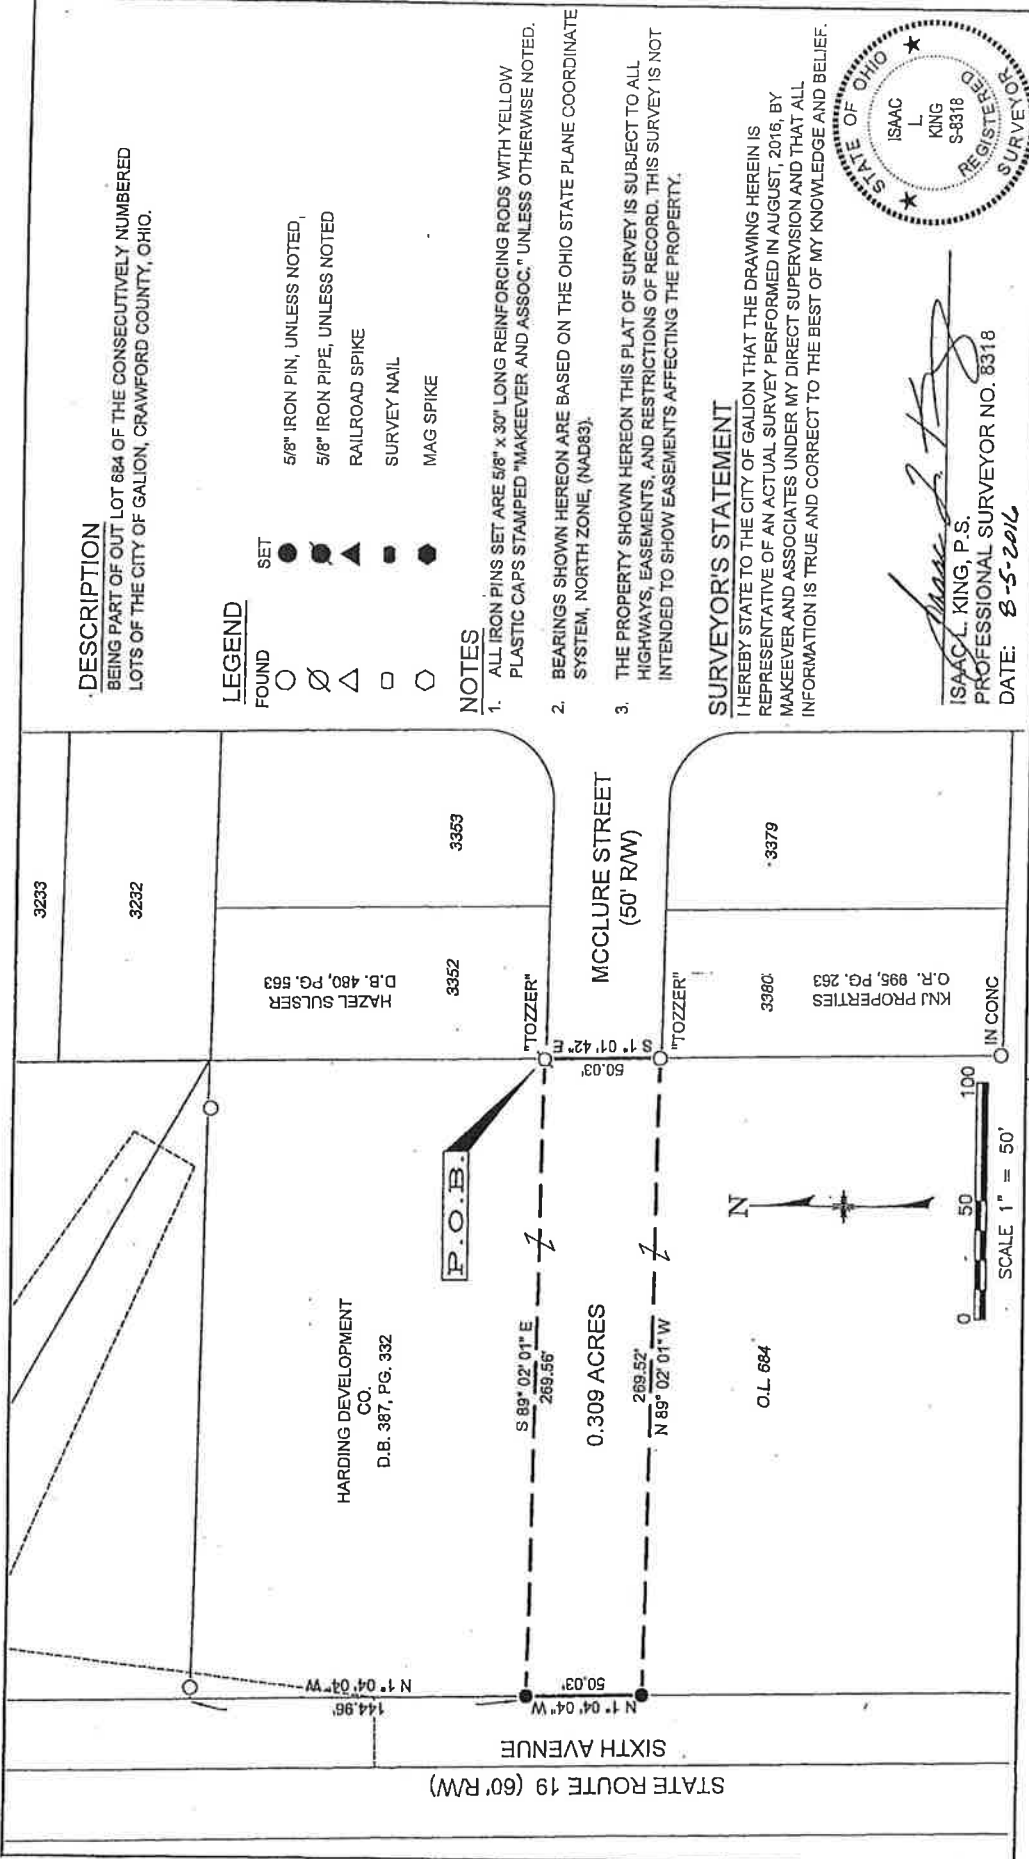 3233
3232
HAZEL SULSER
D.B. 480, PG. 563
3352
3353
HARDING DEVELOPMENT
CO.
D.B. 387, PG. 332
P.O.B.
"TOZZER"
S 1° 01' 42" E
50.03'
MCCLURE STREET
(50' R/W)
"TOZZER"
3380
3379
KNJ PROPERTIES
O.R. 995, PG. 263
IN CONC
S 89° 02' 01" E
269.56'
0.309 ACRES
269.52'
N 89° 02' 01" W
O.L. 684
N
0 50 100
SCALE 1" = 50'
N 1° 04' 04" W
144.96'
N 1° 04' 04" W
50.03'
SIXTH AVENUE
STATE ROUTE 19 (60' R/W)
DESCRIPTION
BEING PART OF OUT LOT 684 OF THE CONSECUTIVELY NUMBERED
LOTS OF THE CITY OF GALION, CRAWFORD COUNTY, OHIO.
LEGEND
FOUND SET
5/8" IRON PIN, UNLESS NOTED,
5/8" IRON PIPE, UNLESS NOTED
RAILROAD SPIKE
SURVEY NAIL
MAG SPIKE
NOTES
1. ALL IRON PINS SET ARE 5/8" x 30" LONG REINFORCING RODS WITH YELLOW
PLASTIC CAPS STAMPED "MAKEEVER AND ASSOC." UNLESS OTHERWISE NOTED.
2. BEARINGS SHOWN HEREON ARE BASED ON THE OHIO STATE PLANE COORDINATE
SYSTEM, NORTH ZONE, (NAD83).
3. THE PROPERTY SHOWN HEREON THIS PLAT OF SURVEY IS SUBJECT TO ALL
HIGHWAYS, EASEMENTS, AND RESTRICTIONS OF RECORD. THIS SURVEY IS NOT
INTENDED TO SHOW EASEMENTS AFFECTING THE PROPERTY.
SURVEYOR'S STATEMENT
I HEREBY STATE TO THE CITY OF GALION THAT THE DRAWING HEREIN IS
REPRESENTATIVE OF AN ACTUAL SURVEY PERFORMED IN AUGUST, 2016, BY
MAKEEVER AND ASSOCIATES UNDER MY DIRECT SUPERVISION AND THAT ALL
INFORMATION IS TRUE AND CORRECT TO THE BEST OF MY KNOWLEDGE AND BELIEF.
Isaac L. King
ISAAC L. KING, P.S.
PROFESSIONAL SURVEYOR NO. 8318
DATE: 8-5-2016
STATE OF OHIO
ISAAC
L.
KING
S-8318
REGISTERED
SURVEYOR